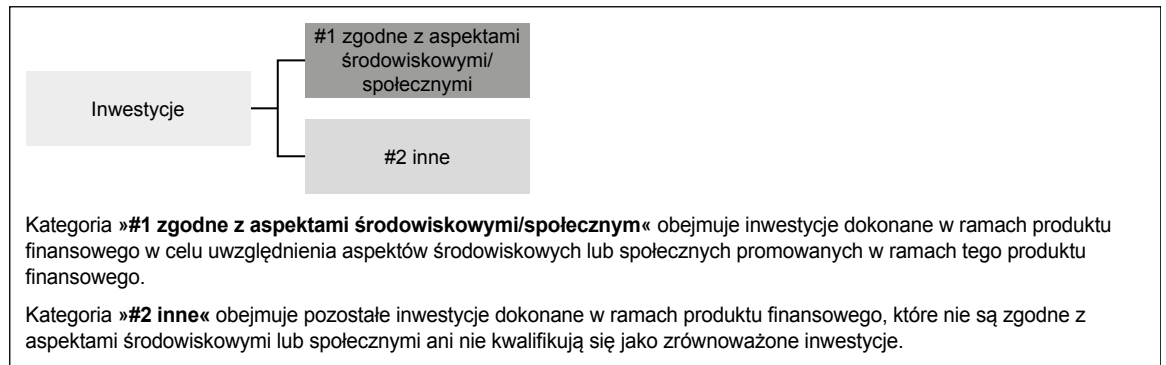 #1 zgodne z aspektami
środowiskowymi/
społecznymi
Inwestycje
#2 inne
Kategoria »#1 zgodne z aspektami środowiskowymi/społecznym« obejmuje inwestycje dokonane w ramach produktu
finansowego w celu uwzględnienia aspektów środowiskowych lub społecznych promowanych w ramach tego produktu
finansowego.
Kategoria »#2 inne« obejmuje pozostałe inwestycje dokonane w ramach produktu finansowego, które nie są zgodne z
aspektami środowiskowymi lub społecznymi ani nie kwalifikują się jako zrównoważone inwestycje.